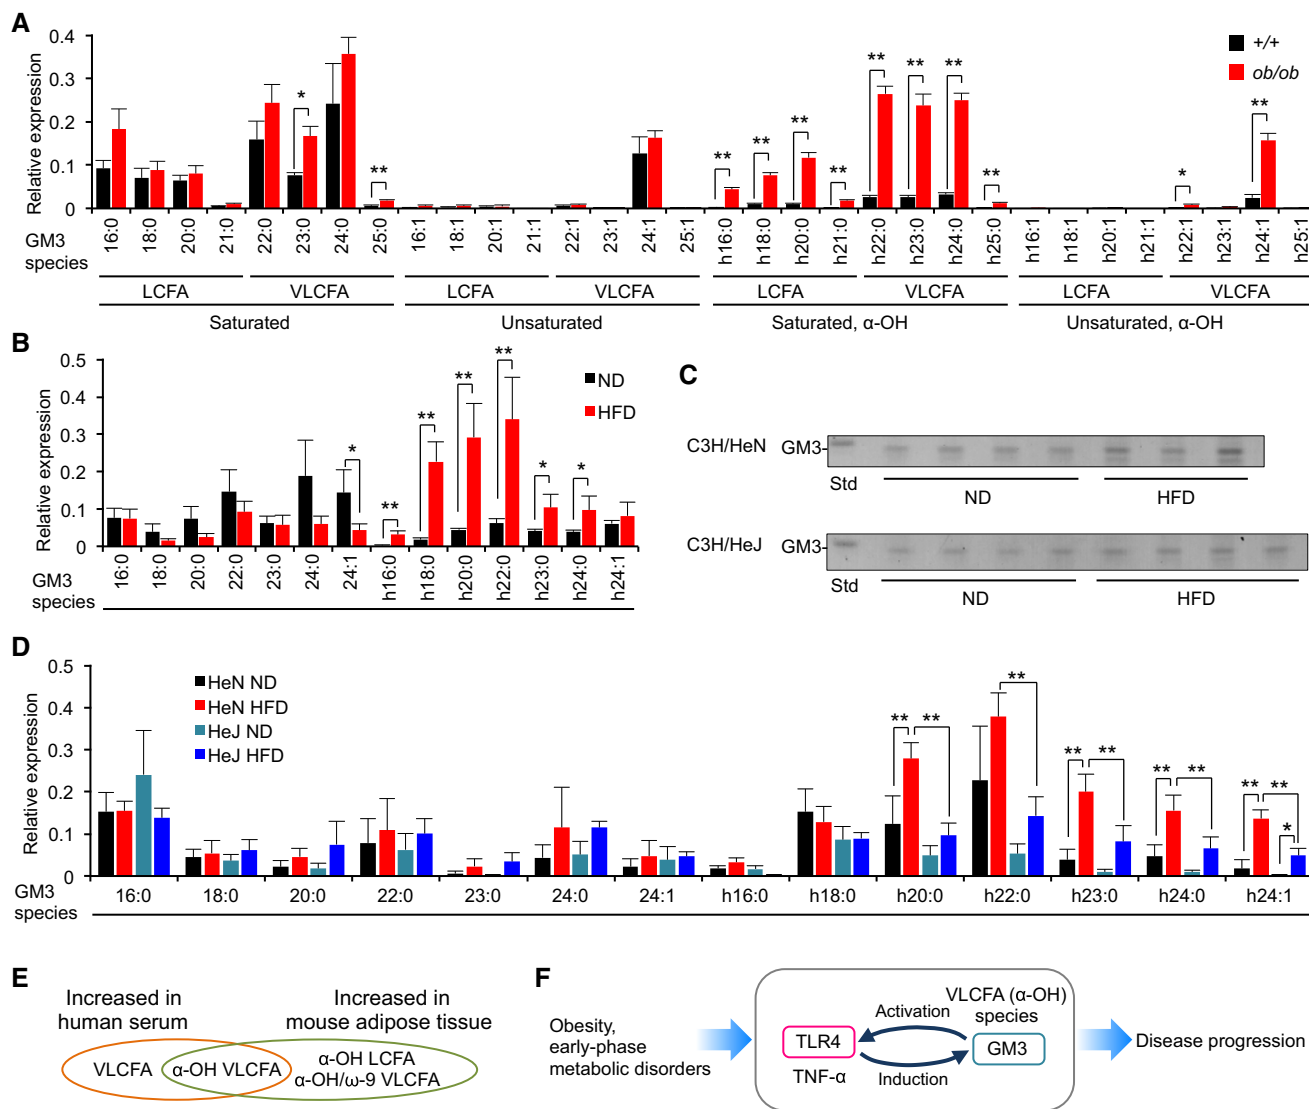 A
Relative expression
0.4
0.3
0.2
0.1
0
+/+
ob/ob
*
**
**
**
**
**
**
**
**
**
*
**
GM3 species
16:0 18:0 20:0 21:0 22:0 23:0 24:0 25:0 16:1 18:1 20:1 21:1 22:1 23:1 24:1 25:1 h16:0 h18:0 h20:0 h21:0 h22:0 h23:0 h24:0 h25:0 h16:1 h18:1 h20:1 h21:1 h22:1 h23:1 h24:1 h25:1
LCFA VLCFA LCFA VLCFA LCFA VLCFA LCFA VLCFA
Saturated Unsaturated Saturated, α-OH Unsaturated, α-OH
B
Relative expression
0.5
0.4
0.3
0.2
0.1
0
ND
HFD
*
**
**
**
**
*
*
GM3
species
16:0 18:0 20:0 22:0 23:0 24:0 24:1 h16:0 h18:0 h20:0 h22:0 h23:0 h24:0 h24:1
C
C3H/HeN GM3-
Std
ND HFD
C3H/HeJ GM3-
Std
ND HFD
D
Relative expression
0.5
0.4
0.3
0.2
0.1
0
HeN ND
HeN HFD
HeJ ND
HeJ HFD
** **
**
** **
** **
** **
*
GM3
species
16:0 18:0 20:0 22:0 23:0 24:0 24:1 h16:0 h18:0 h20:0 h22:0 h23:0 h24:0 h24:1
E
Increased in
human serum
Increased in
mouse adipose tissue
VLCFA
α-OH VLCFA
α-OH LCFA
α-OH/ω-9 VLCFA
F
Obesity,
early-phase
metabolic disorders
VLCFA (α-OH)
species
Activation
TLR4
GM3
TNF-α
Induction
Disease progression